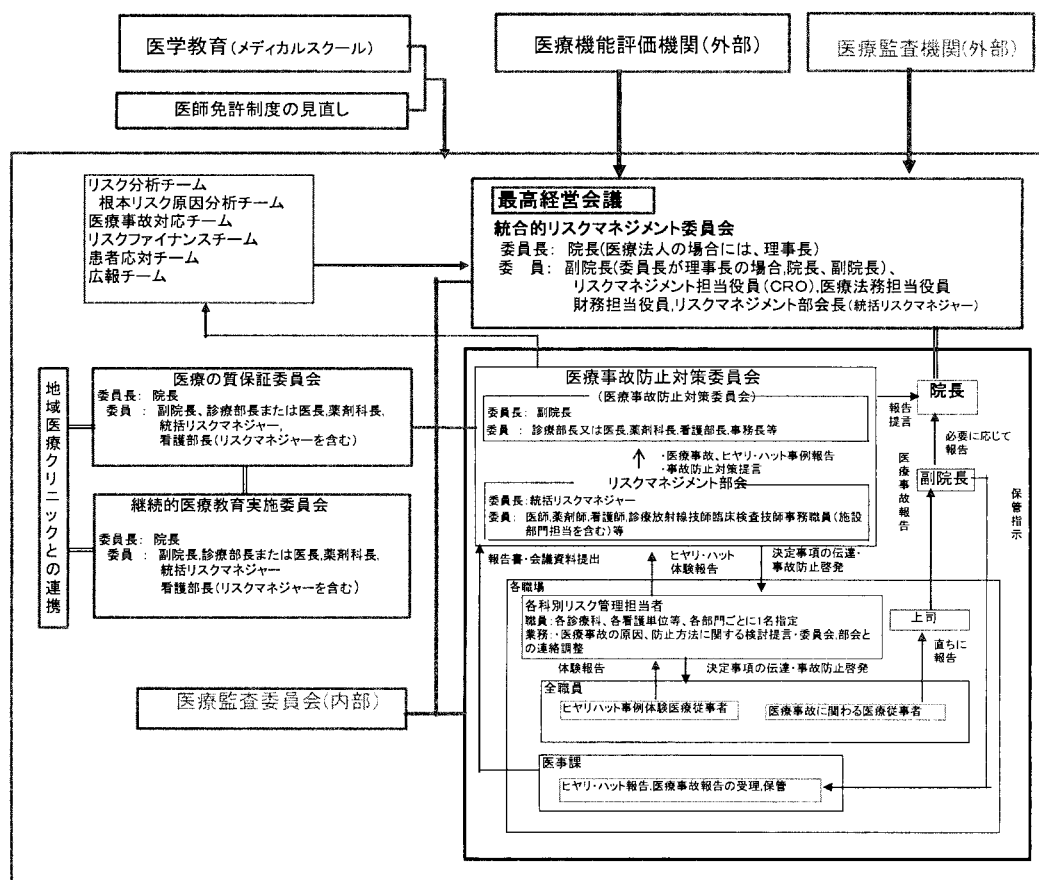 医学教育(メディカルスクール)
医師免許制度の見直し
医療機能評価機関(外部)
医療監査機関(外部)
リスク分析チーム
根本リスク原因分析チーム
医療事故対応チーム
リスクファイナンスチーム
患者応対チーム
広報チーム
最高経営会議
統合的リスクマネジメント委員会
委員長: 院長(医療法人の場合には、理事長)
委 員: 副院長(委員長が理事長の場合,院長、副院長)、
リスクマネジメント担当役員(CRO),医療法務担当役員
財務担当役員,リスクマネジメント部会長(統括リスクマネジャー)
地域医療クリニックとの連携
医療の質保証委員会
委員長: 院長
委員 : 副院長、診療部長または医長,薬剤科長、
統括リスクマネジャー,
看護部長(リスクマネジャーを含む)
継続的医療教育実施委員会
委員長: 院長
委員 : 副院長,診療部長または医長,薬剤科長、
統括リスクマネジャー
看護部長(リスクマネジャーを含む)
医療監査委員会(内部)
医療事故防止対策委員会
(医療事故防止対策委員会)
委員長: 副院長
委員 : 診療部長又は医長,薬剤科長,看護部長,事務長等
・医療事故、ヒヤリ・ハット事例報告
・事故防止対策提言
リスクマネジメント部会
委員長:統括リスクマネジャー
委員: 医師,薬剤師,看護師,診療放射線技師臨床検査技師事務職員(施設
部門担当を含む)等
報告
提言
院長
必要に応じて
報告
副院長
医療事故報告
保管指示
報告書・会議資料提出
ヒヤリ・ハット
体験報告
決定事項の伝達・
事故防止啓発
各職場
各科別リスク管理担当者
職員:各診療科、各看護単位等、各部門ごとに1名指定
業務:・医療事故の原因、防止方法に関する検討提言・委員会,部会と
の連絡調整
上司
直ちに
報告
体験報告
決定事項の伝達・事故防止啓発
全職員
ヒヤリハット事例体験医療従事者
医療事故に関わる医療従事者
医事課
ヒヤリ・ハット報告,医療事故報告の受理,保管